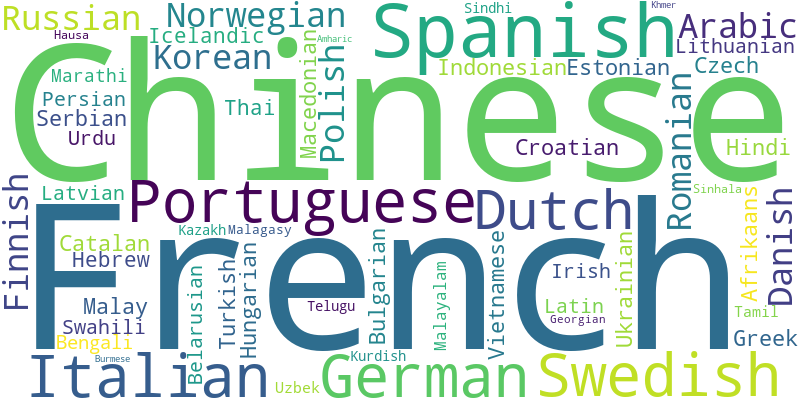 Russian
Norwegian
Spanish
Sindhi
Khmer
Arabic
Hausa
Icelandic
Amharic
Lithuanian
Chinese
Korean
Macedonian
Polish
Indonesian
Estonian
Czech
Marathi
Persian
Thai
Serbian
Urdu
Croatian
Romanian
Hindi
Finnish
Latvian
Portuguese
Dutch
Sinhala
Afrikaans
Danish
French
Catalan
Kazakh
Malagasy
Hebrew
Belarusian
Turkish
Hungarian
Bulgarian
Malayalam
Vietnamese
Irish
Ukrainian
Malay
Telugu
Latin
Tamil
Swahili
Georgian
Bengali
Greek
Burmese
Kurdish
Italian
Uzbek
German
Swedish